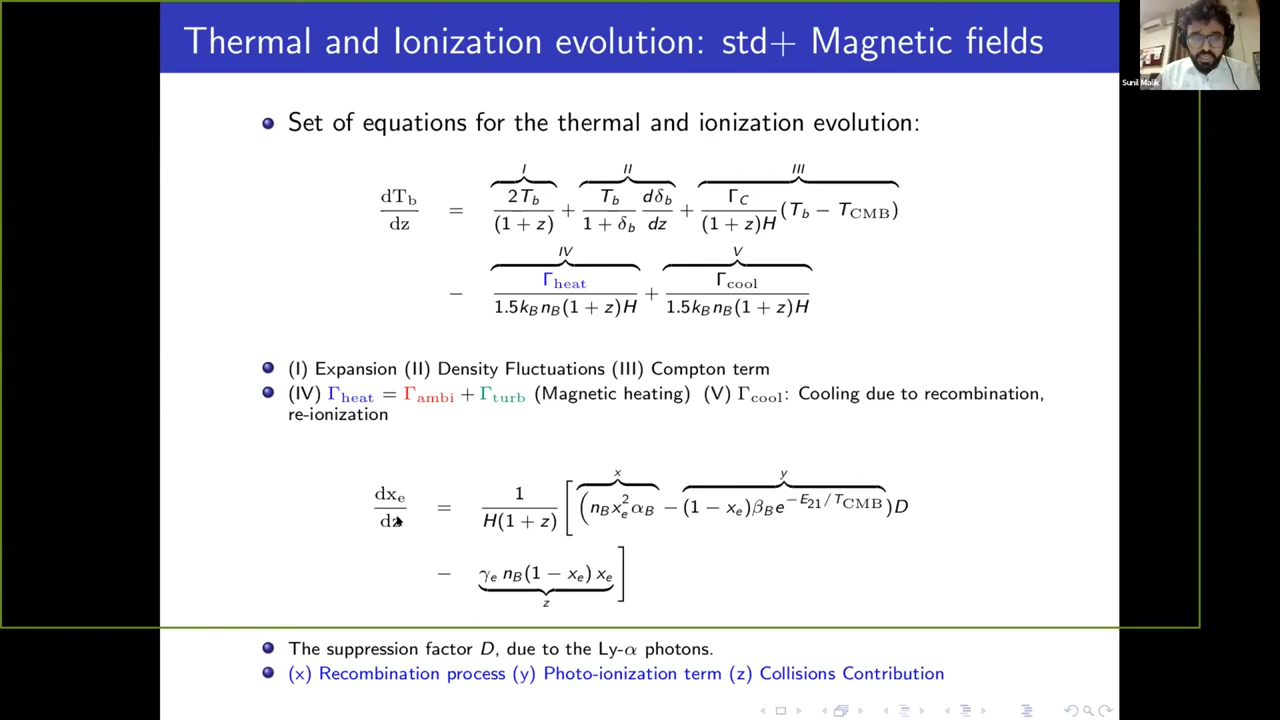 Thermal and Ionization evolution: std+ Magnetic fields
Sunil Malik
Set of equations for the thermal and ionization evolution:
I II III
dT_b/dz = 2T_b/(1 + z) + T_b/(1 + δ_b) dδ_b/dz + Γ_C/((1 + z)H) (T_b − T_CMB)
IV V
− Γ_heat/(1.5k_B n_B(1 + z)H) + Γ_cool/(1.5k_B n_B(1 + z)H)
(I) Expansion (II) Density Fluctuations (III) Compton term
(IV) Γ_heat = Γ_ambi + Γ_turb (Magnetic heating) (V) Γ_cool: Cooling due to recombination,
re-ionization
x y
dx_e/dz = 1/(H(1 + z)) [ (n_B x_e^2 α_B − (1 − x_e)β_B e^{−E_21/T_CMB})D
− γ_e n_B(1 − x_e) x_e ]
z
The suppression factor D, due to the Ly-α photons.
(x) Recombination process (y) Photo-ionization term (z) Collisions Contribution